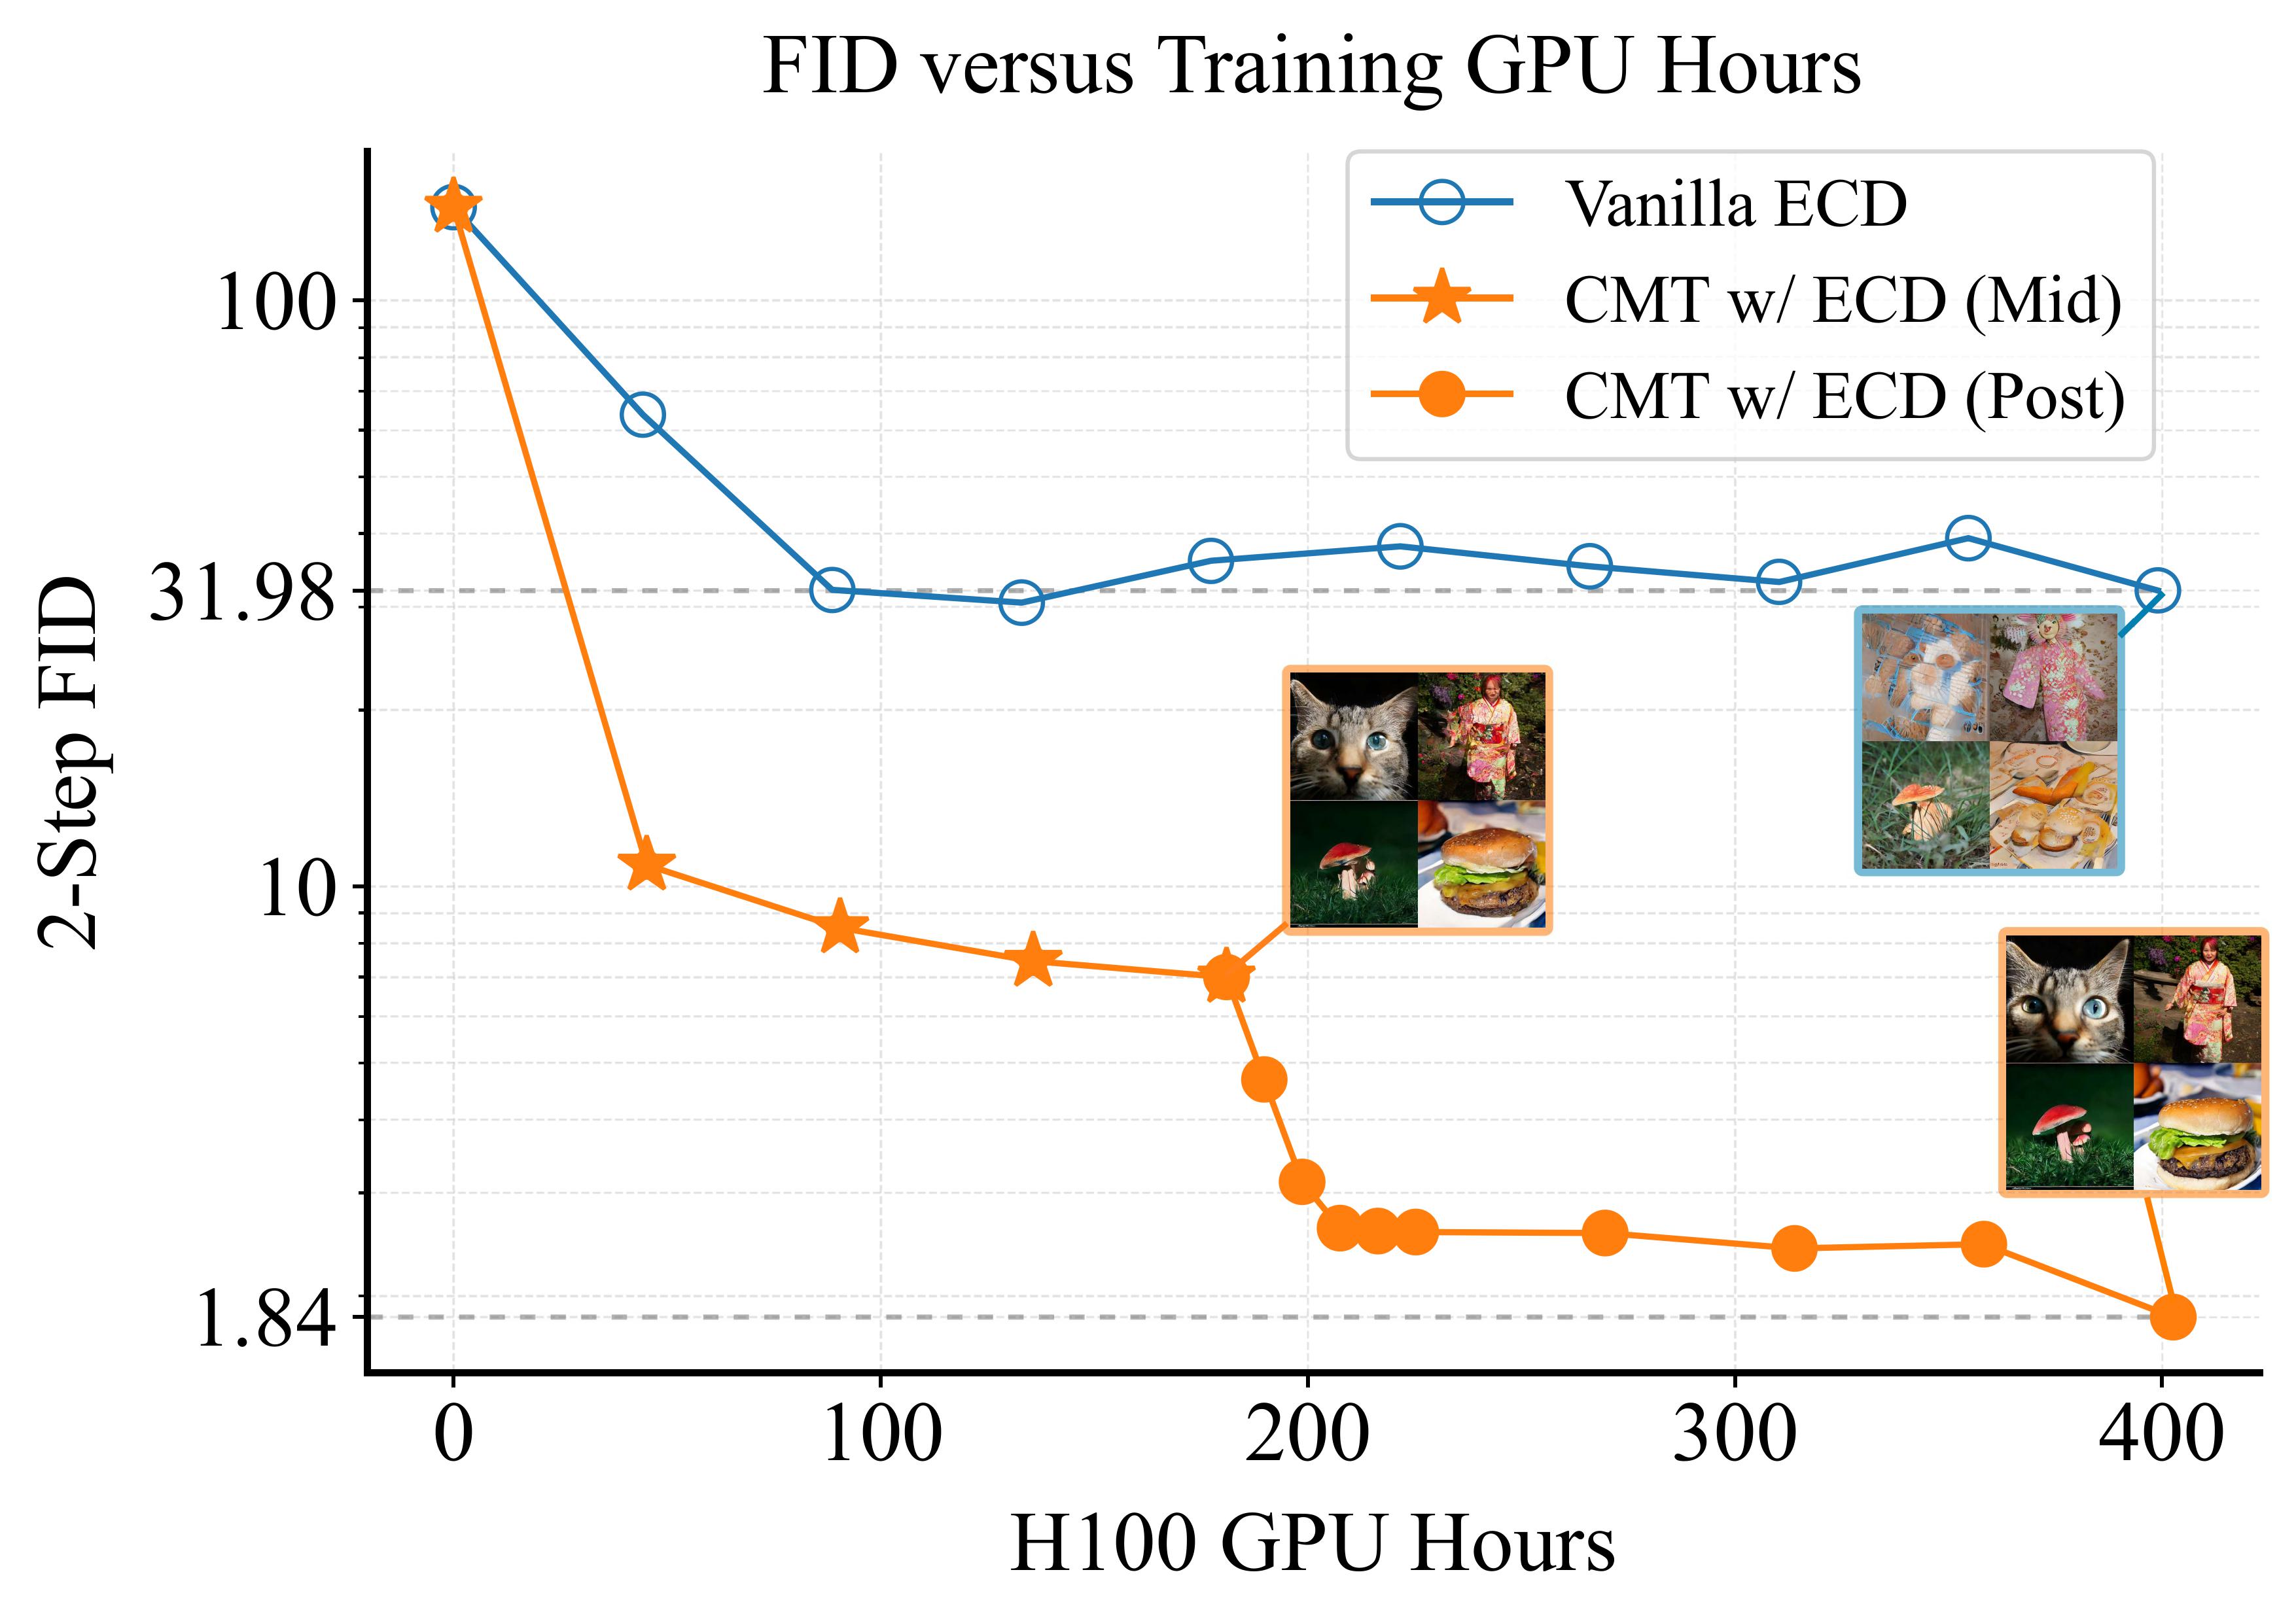 FID versus Training GPU Hours
Vanilla ECD
CMT w/ ECD (Mid)
CMT w/ ECD (Post)
2-Step FID
100
31.98
10
1.84
0 100 200 300 400
H100 GPU Hours